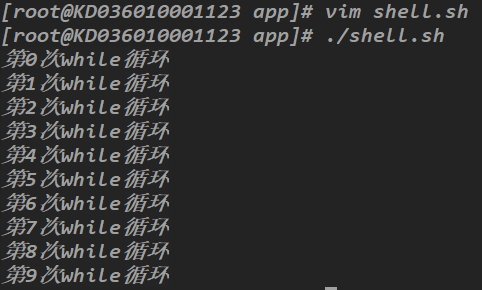 [root@KD036010001123 app]# vim shell.sh
[root@KD036010001123 app]# ./shell.sh
第0次while循环
第1次while循环
第2次while循环
第3次while循环
第4次while循环
第5次while循环
第6次while循环
第7次while循环
第8次while循环
第9次while循环